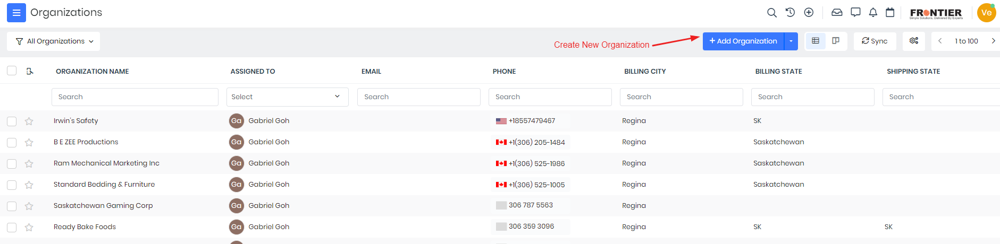 Organizations
FRONTIER
Simple Solutions, Delivered By Experts
Ve
All Organizations
Create New Organization
+ Add Organization
Sync
1 to 100
ORGANIZATION NAME ASSIGNED TO EMAIL PHONE BILLING CITY BILLING STATE SHIPPING STATE
Search Select Search Search Search Search Search
Irwin's Safety Ga Gabriel Goh +18557479467 Regina SK
B E ZEE Productions Ga Gabriel Goh +1(306) 205-1484 Regina Saskatchewan
Ram Mechanical Marketing Inc Ga Gabriel Goh +1(306) 525-1986 Regina Saskatchewan
Standard Bedding & Furniture Ga Gabriel Goh +1(306) 525-1005 Regina Saskatchewan
Saskatchewan Gaming Corp Ga Gabriel Goh 306 787 5563 Regina
Ready Bake Foods Ga Gabriel Goh 306 359 3096 Regina SK SK